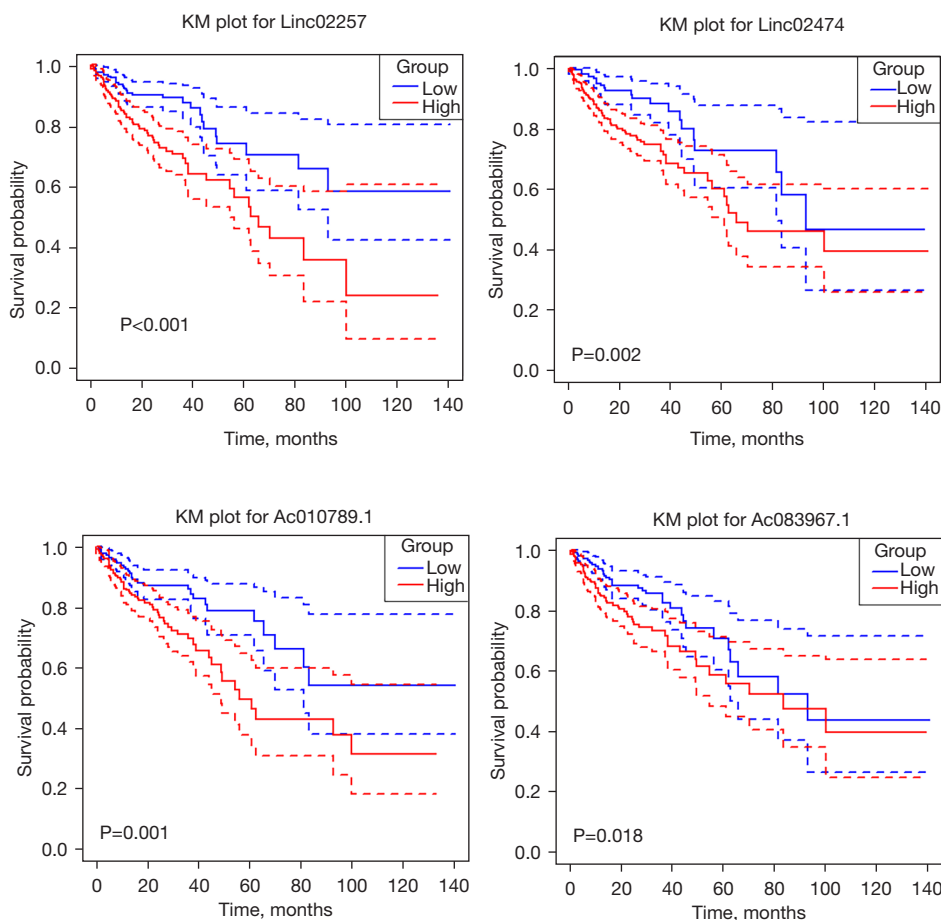 KM plot for Linc02257
Group
Low
High
1.0
0.8
0.6
0.4
0.2
0.0
Survival probability
P<0.001
0 20 40 60 80 100 120 140
Time, months
KM plot for Linc02474
Group
Low
High
1.0
0.8
0.6
0.4
0.2
0.0
Survival probability
P=0.002
0 20 40 60 80 100 120 140
Time, months
KM plot for Ac010789.1
Group
Low
High
1.0
0.8
0.6
0.4
0.2
0.0
Survival probability
P=0.001
0 20 40 60 80 100 120 140
Time, months
KM plot for Ac083967.1
Group
Low
High
1.0
0.8
0.6
0.4
0.2
0.0
Survival probability
P=0.018
0 20 40 60 80 100 120 140
Time, months